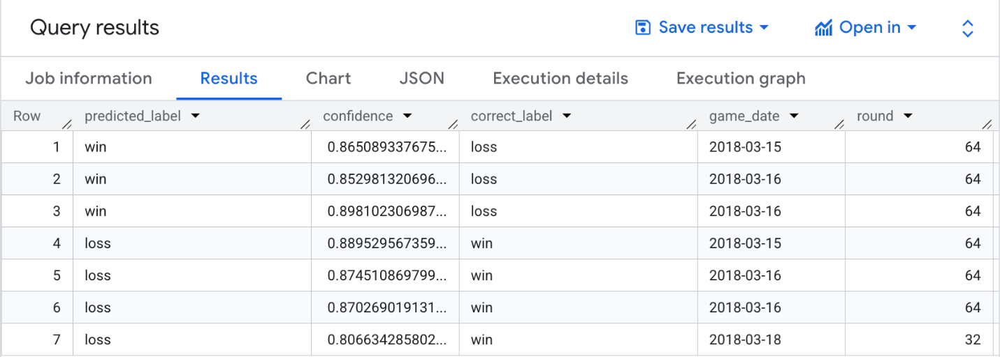 Query results Save results Open in
Job information Results Chart JSON Execution details Execution graph
Row predicted_label confidence correct_label game_date round
1 win 0.865089337675... loss 2018-03-15 64
2 win 0.852981320696... loss 2018-03-16 64
3 win 0.898102306987... loss 2018-03-16 64
4 loss 0.889529567359... win 2018-03-15 64
5 loss 0.874510869799... win 2018-03-16 64
6 loss 0.870269019131... win 2018-03-16 64
7 loss 0.806634285802... win 2018-03-18 32